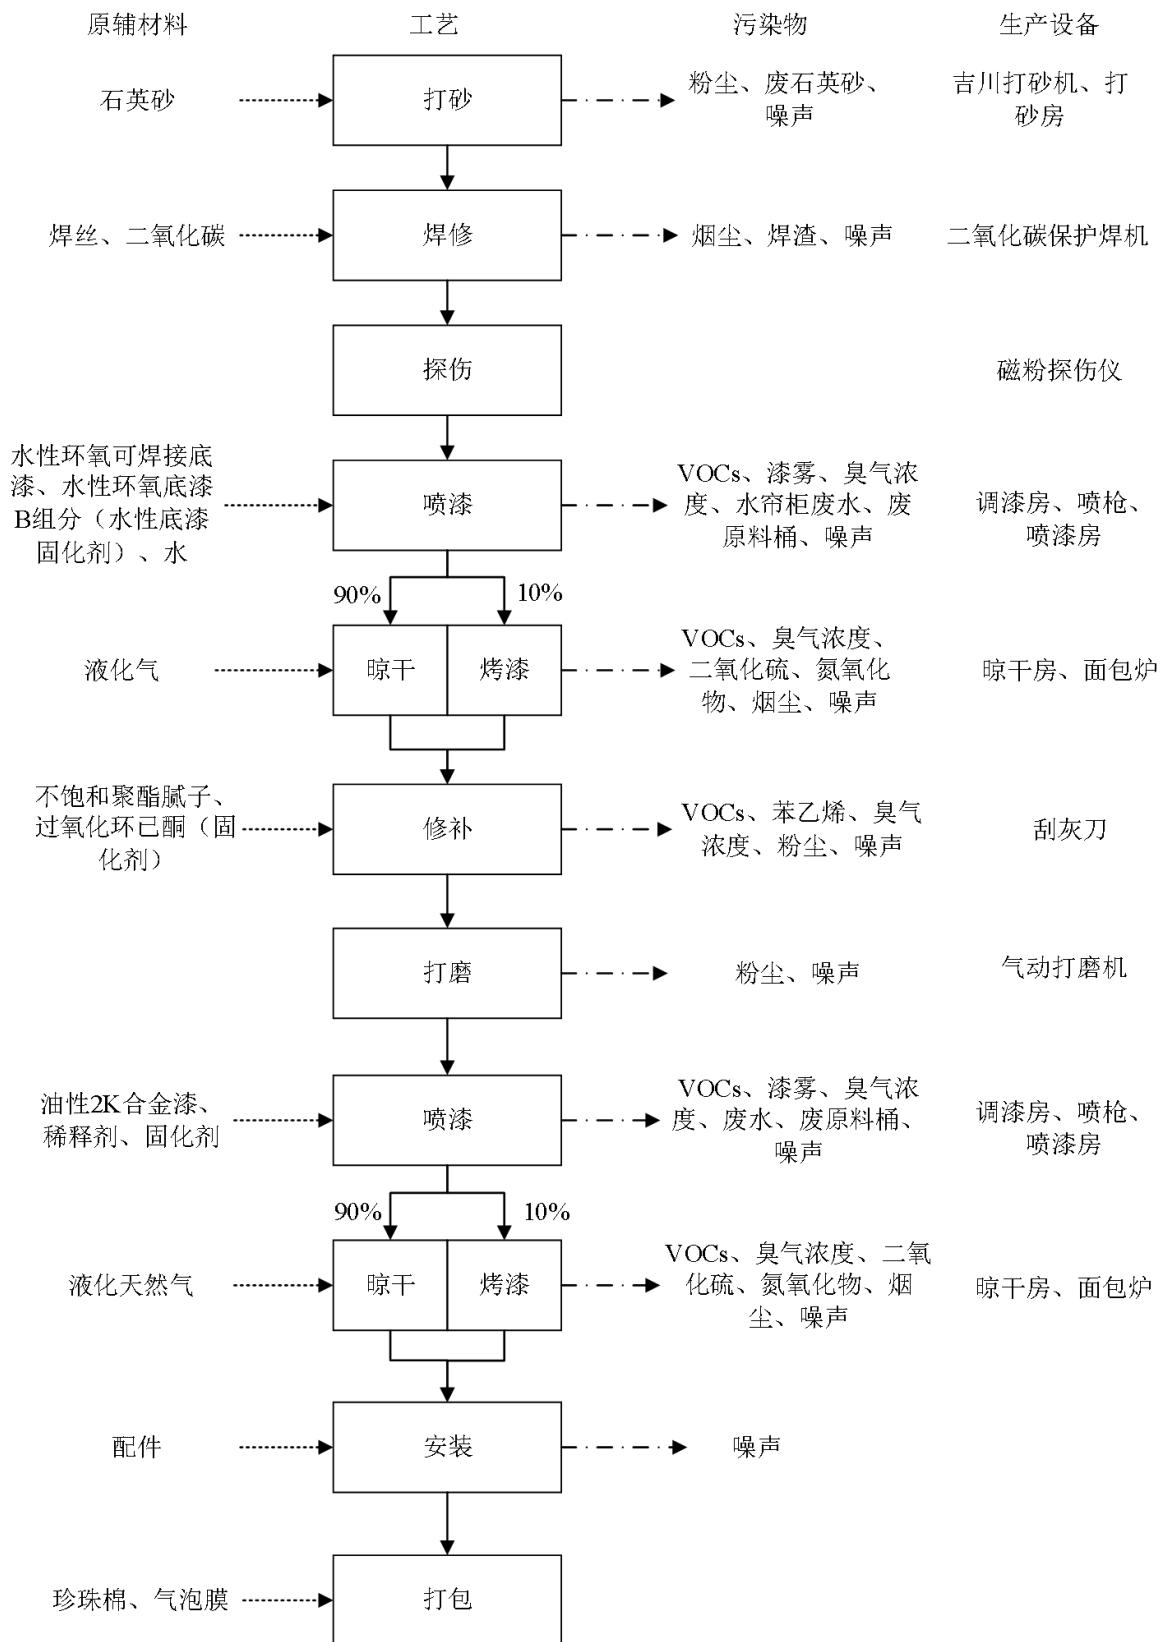 原辅材料 工艺 污染物 生产设备
石英砂 打砂 粉尘、废石英砂、 吉川打砂机、打
噪声 砂房
焊丝、二氧化碳 焊修 烟尘、焊渣、噪声 二氧化碳保护焊机
探伤 磁粉探伤仪
水性环氧可焊接底
漆、水性环氧底漆
B组分（水性底漆
固化剂）、水
喷漆
VOCs、漆雾、臭气浓
度、水帘柜废水、废
原料桶、噪声
调漆房、喷枪、
喷漆房
90% 10%
液化气 晾干 烤漆
VOCs、臭气浓度、
二氧化硫、氮氧化
物、烟尘、噪声
晾干房、面包炉
不饱和聚酯腻子、
过氧化环己酮（固
化剂）
修补
VOCs、苯乙烯、臭气
浓度、粉尘、噪声
刮灰刀
打磨 粉尘、噪声 气动打磨机
油性2K合金漆、
稀释剂、固化剂
喷漆
VOCs、漆雾、臭气浓
度、废水、废原料桶、
噪声
调漆房、喷枪、
喷漆房
90% 10%
液化天然气 晾干 烤漆
VOCs、臭气浓度、二氧
化硫、氮氧化物、烟
尘、噪声
晾干房、面包炉
配件 安装 噪声
珍珠棉、气泡膜 打包